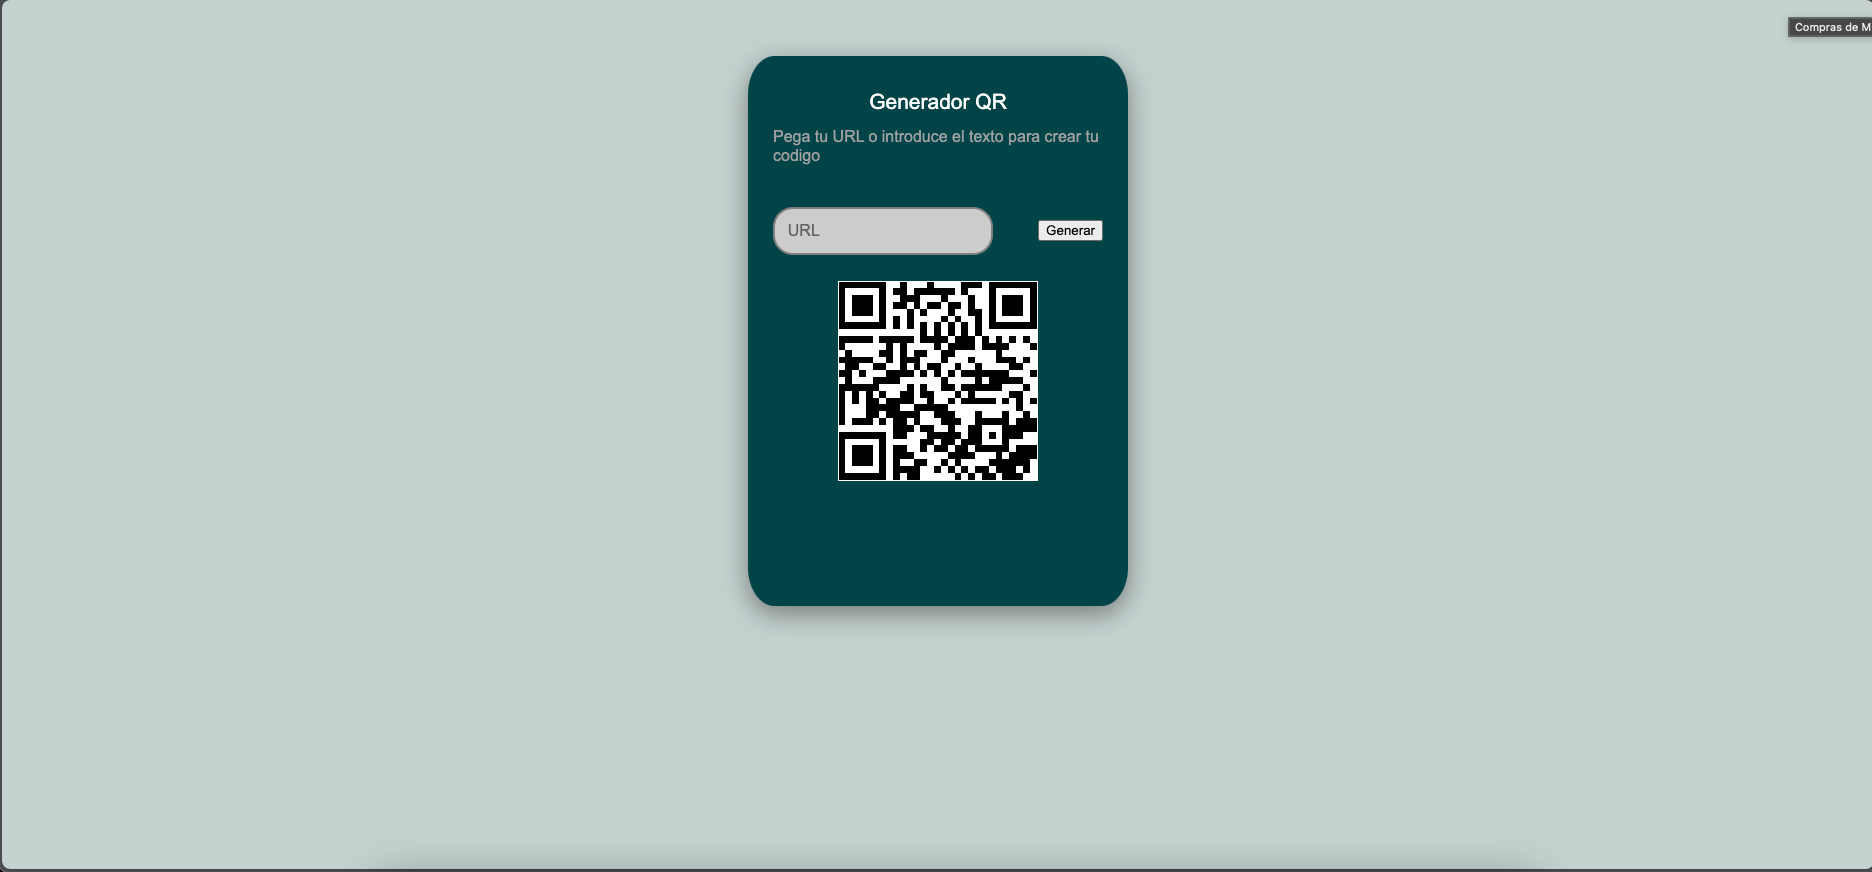 Compras de M
Generador QR
Pega tu URL o introduce el texto para crear tu
codigo
URL
Generar